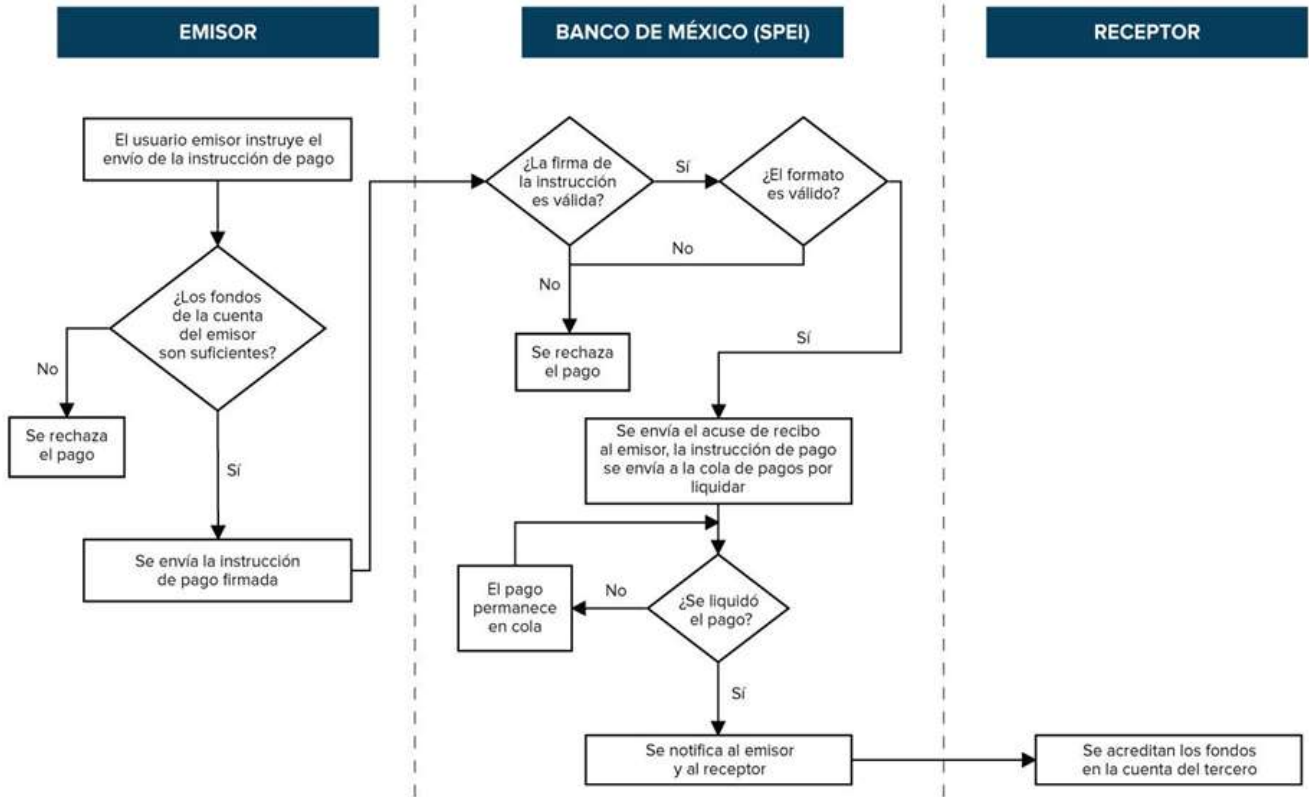 EMISOR
BANCO DE MÉXICO (SPEI)
RECEPTOR
El usuario emisor instruye el
envío de la instrucción de pago
¿Los fondos
de la cuenta
del emisor
son suficientes?
No
Se rechaza
el pago
Sí
Se envía la instrucción
de pago firmada
¿La firma de
la instrucción
es válida?
Sí
¿El formato
es válido?
No
No
Se rechaza
el pago
Sí
Se envía el acuse de recibo
al emisor, la instrucción de pago
se envía a la cola de pagos por
liquidar
¿Se liquidó
el pago?
No
El pago
permanece
en cola
Sí
Se notifica al emisor
y al receptor
Se acreditan los fondos
en la cuenta del tercero